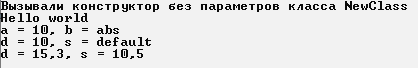 Вызывали конструктор без параметров класса NewClass
Hello world
a = 10, b = abs
d = 10, s = default
d = 15,3, s = 10,5